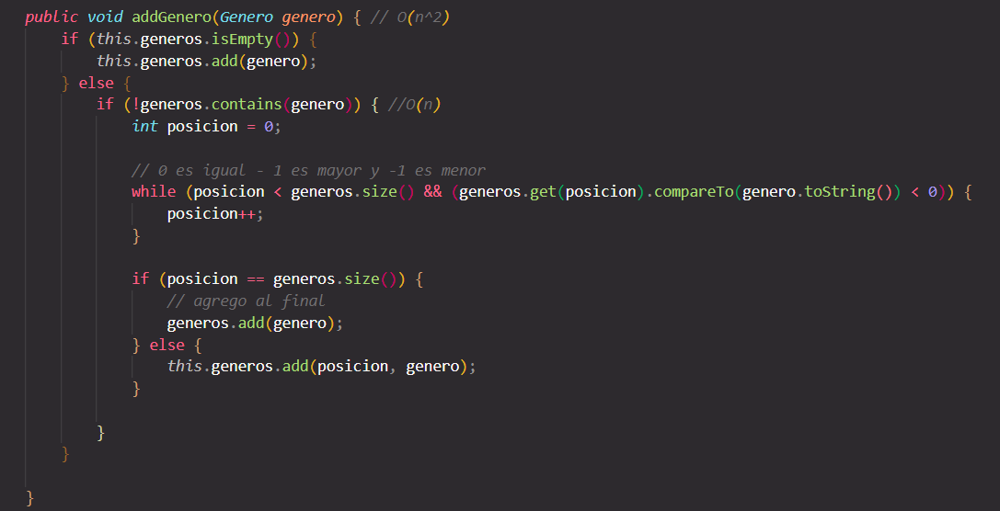 public void addGenero(Genero genero) { // O(n^2)
if (this.generos.isEmpty()) {
this.generos.add(genero);
} else {
if (!generos.contains(genero)) { //O(n)
int posicion = 0;
// 0 es igual - 1 es mayor y -1 es menor
while (posicion < generos.size() && (generos.get(posicion).compareTo(genero.toString()) < 0)) {
posicion++;
}
if (posicion == generos.size()) {
// agrego al final
generos.add(genero);
} else {
this.generos.add(posicion, genero);
}
}
}
}